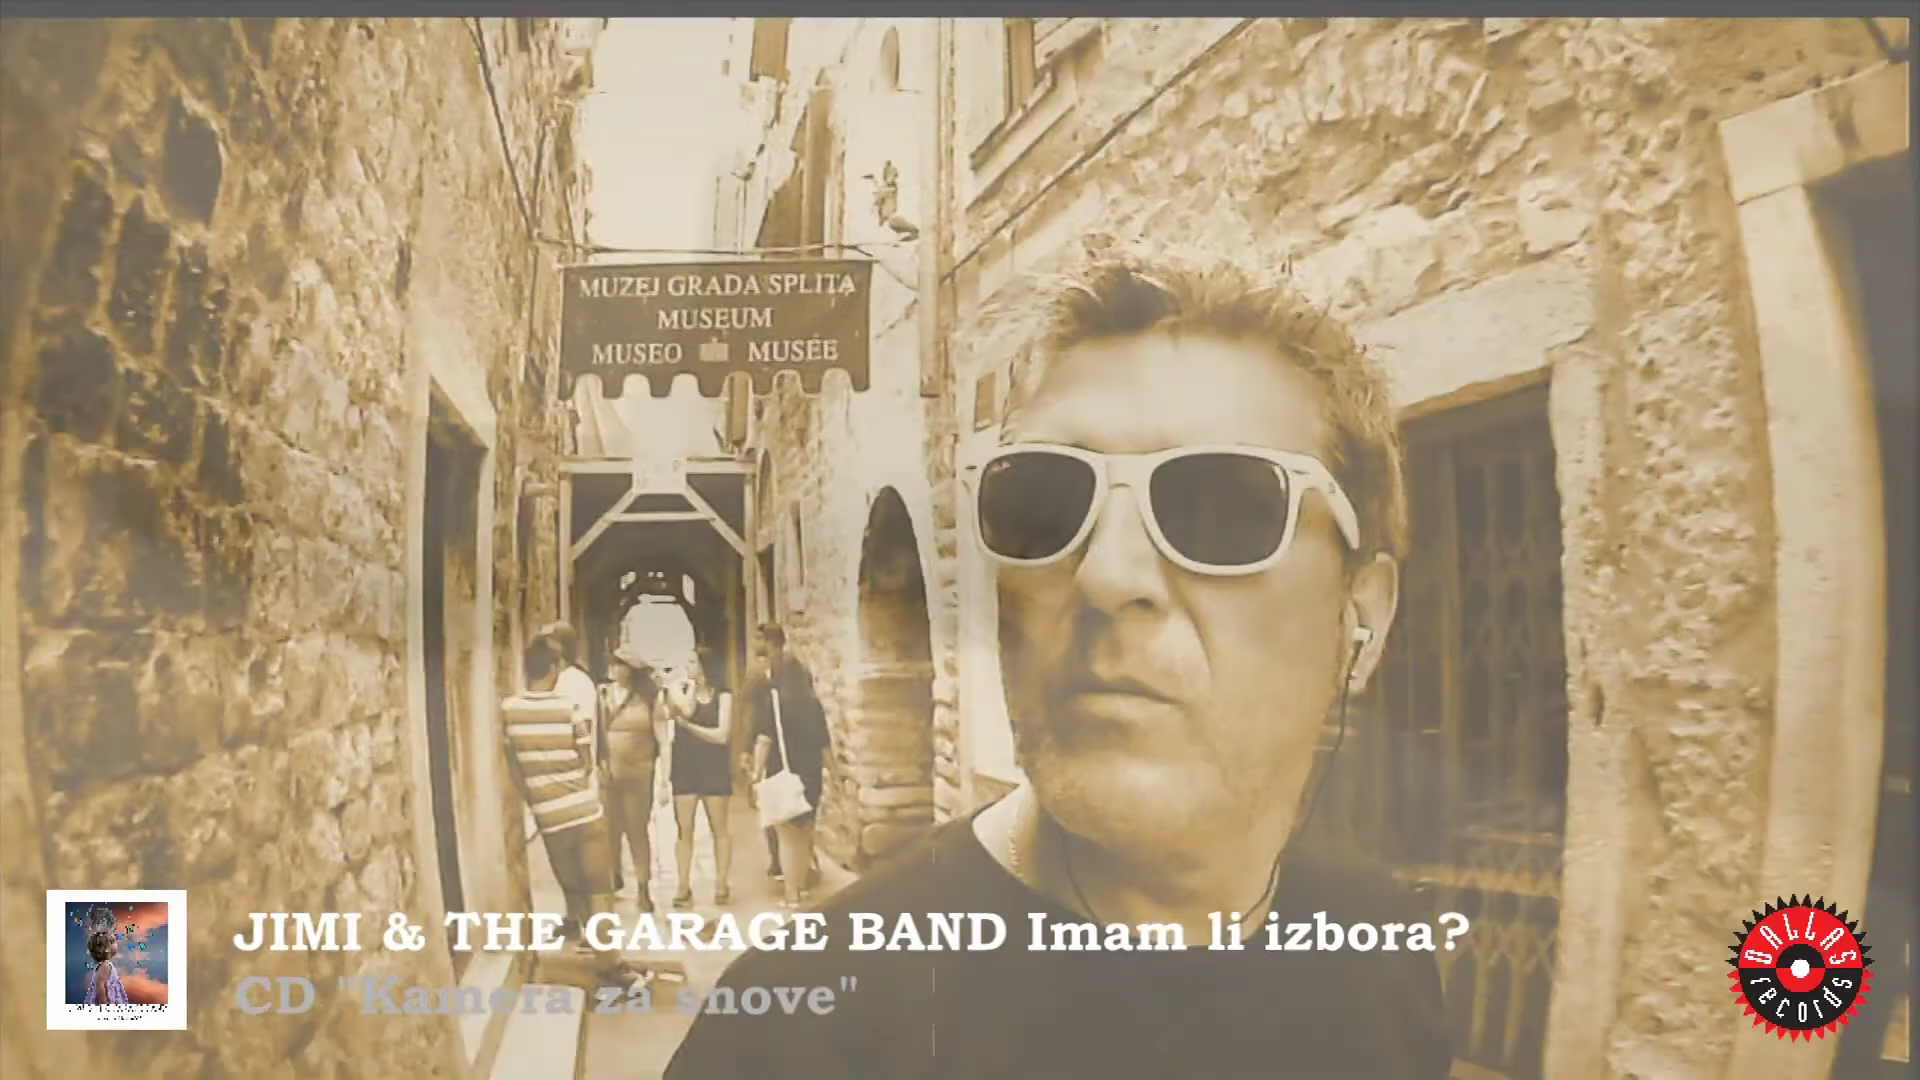 MUZEJ GRADA SPLITA
MUSEUM
MUSEO MUSÉE
JIMI & THE GARAGE BAND Imam li izbora?
CD "Kamera za snove"
DALLAS
records